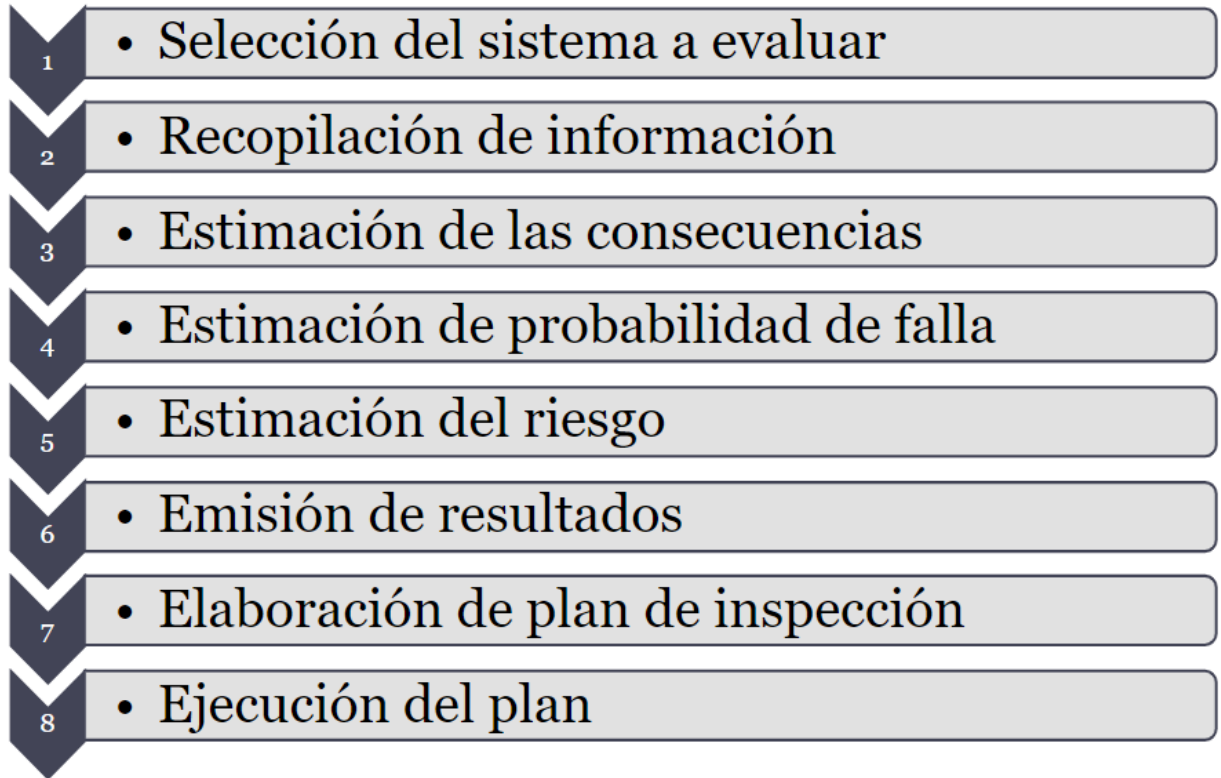 1 • Selección del sistema a evaluar
2 • Recopilación de información
3 • Estimación de las consecuencias
4 • Estimación de probabilidad de falla
5 • Estimación del riesgo
6 • Emisión de resultados
7 • Elaboración de plan de inspección
8 • Ejecución del plan